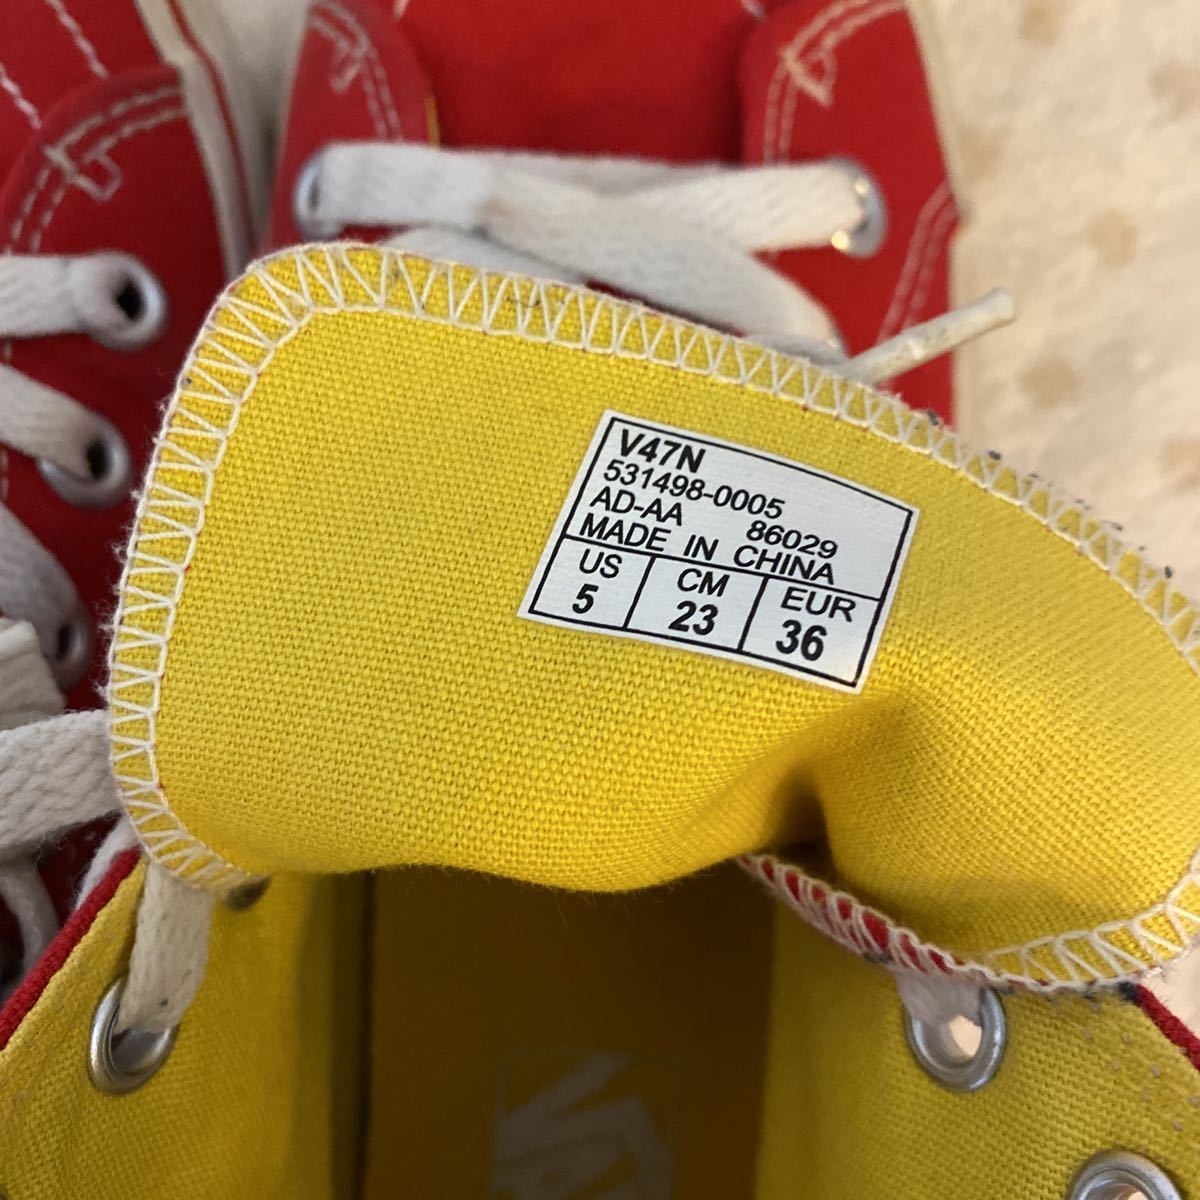 V47N
531498-0005
AD-AA 86029
MADE IN CHINA
US CM EUR
5 23 36